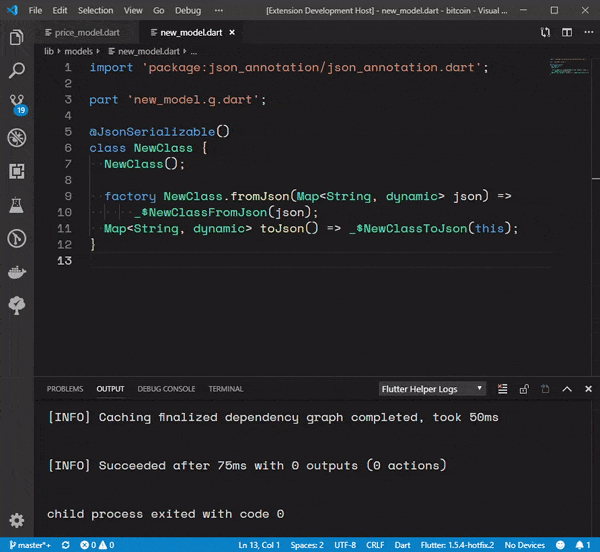 File Edit Selection View Go Debug ··· [Extension Development Host] - new_model.dart - bitcoin - Visual ...
price_model.dart new_model.dart
lib > models > new_model.dart > ...
1 import 'package:json_annotation/json_annotation.dart';
2
3 part 'new_model.g.dart';
4
5 @JsonSerializable()
6 class NewClass {
7 NewClass();
8
9 factory NewClass.fromJson(Map<String, dynamic> json) =>
10 _$NewClassFromJson(json);
11 Map<String, dynamic> toJson() => _$NewClassToJson(this);
12 }
13
19
PROBLEMS OUTPUT DEBUG CONSOLE TERMINAL Flutter Helper Logs
[INFO] Caching finalized dependency graph completed, took 50ms
[INFO] Succeeded after 75ms with 0 outputs (0 actions)
child process exited with code 0
master*+ 0 0 Ln 13, Col 1 Spaces: 2 UTF-8 CRLF Dart Flutter: 1.5.4-hotfix.2 No Devices 1